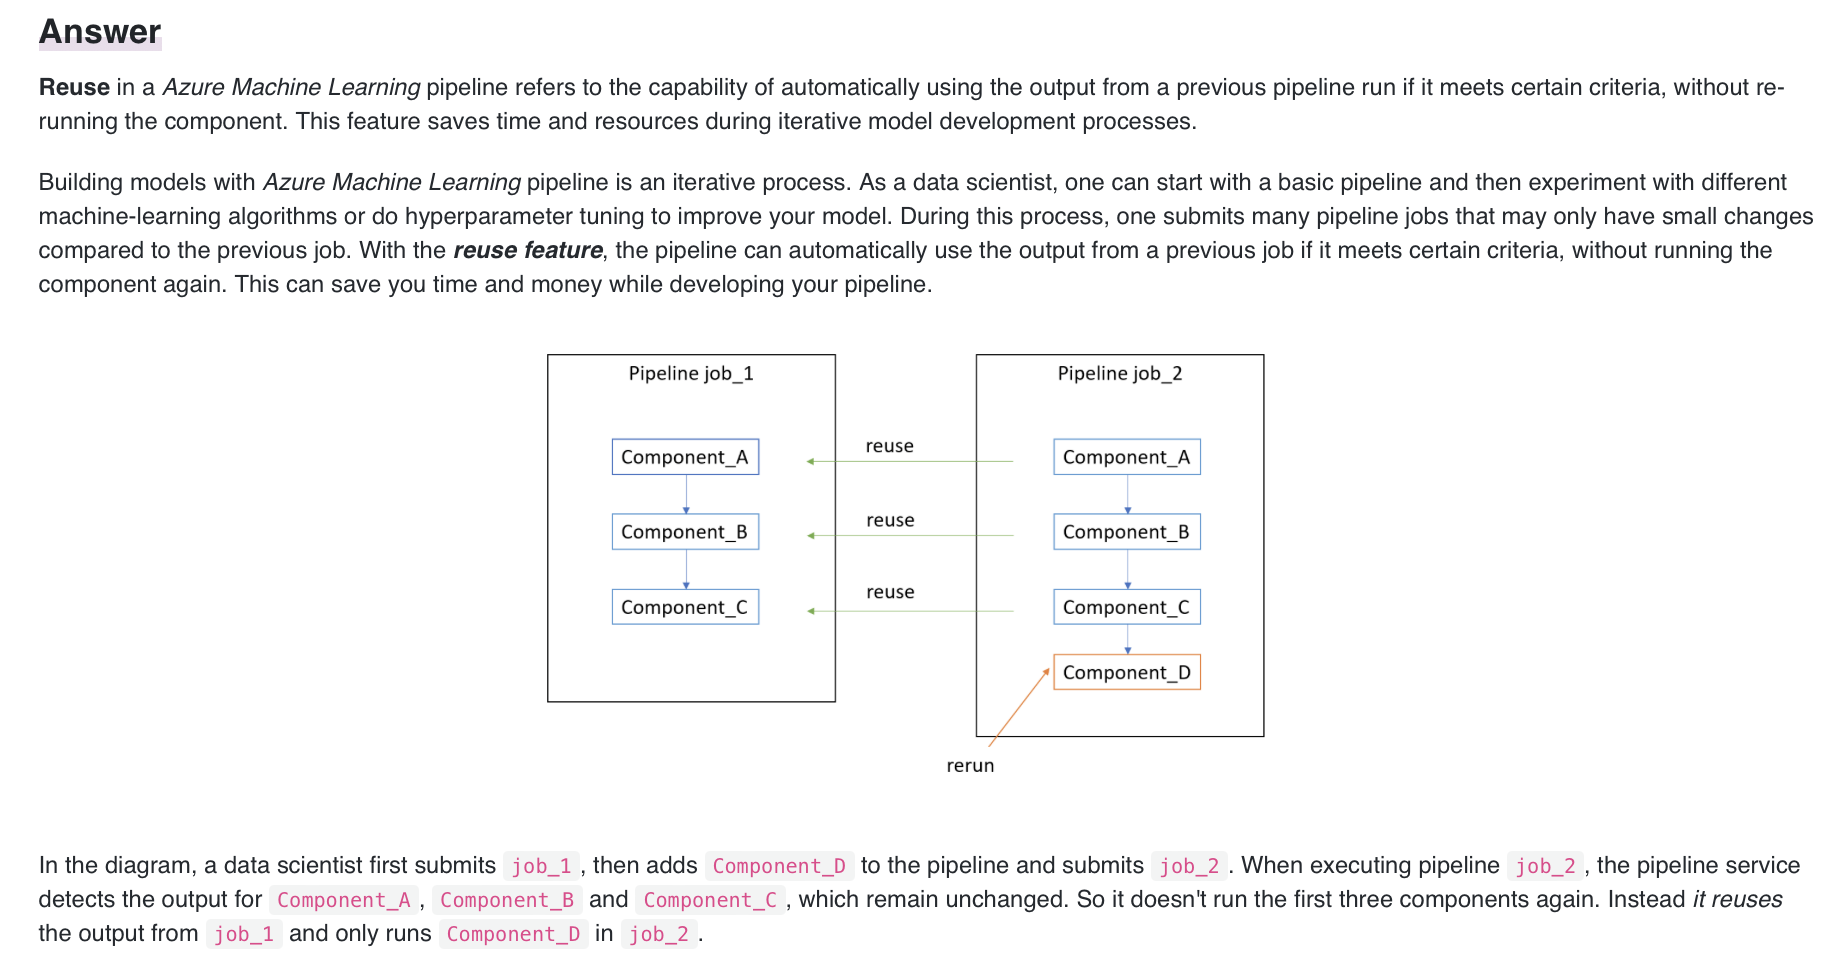 Answer
Reuse in a Azure Machine Learning pipeline refers to the capability of automatically using the output from a previous pipeline run if it meets certain criteria, without re-
running the component. This feature saves time and resources during iterative model development processes.
Building models with Azure Machine Learning pipeline is an iterative process. As a data scientist, one can start with a basic pipeline and then experiment with different
machine-learning algorithms or do hyperparameter tuning to improve your model. During this process, one submits many pipeline jobs that may only have small changes
compared to the previous job. With the reuse feature, the pipeline can automatically use the output from a previous job if it meets certain criteria, without running the
component again. This can save you time and money while developing your pipeline.
Pipeline job_1
Component_A
Component_B
Component_C
reuse
reuse
reuse
Pipeline job_2
Component_A
Component_B
Component_C
Component_D
rerun
In the diagram, a data scientist first submits job_1, then adds Component_D to the pipeline and submits job_2. When executing pipeline job_2, the pipeline service
detects the output for Component_A, Component_B and Component_C, which remain unchanged. So it doesn't run the first three components again. Instead it reuses
the output from job_1 and only runs Component_D in job_2.